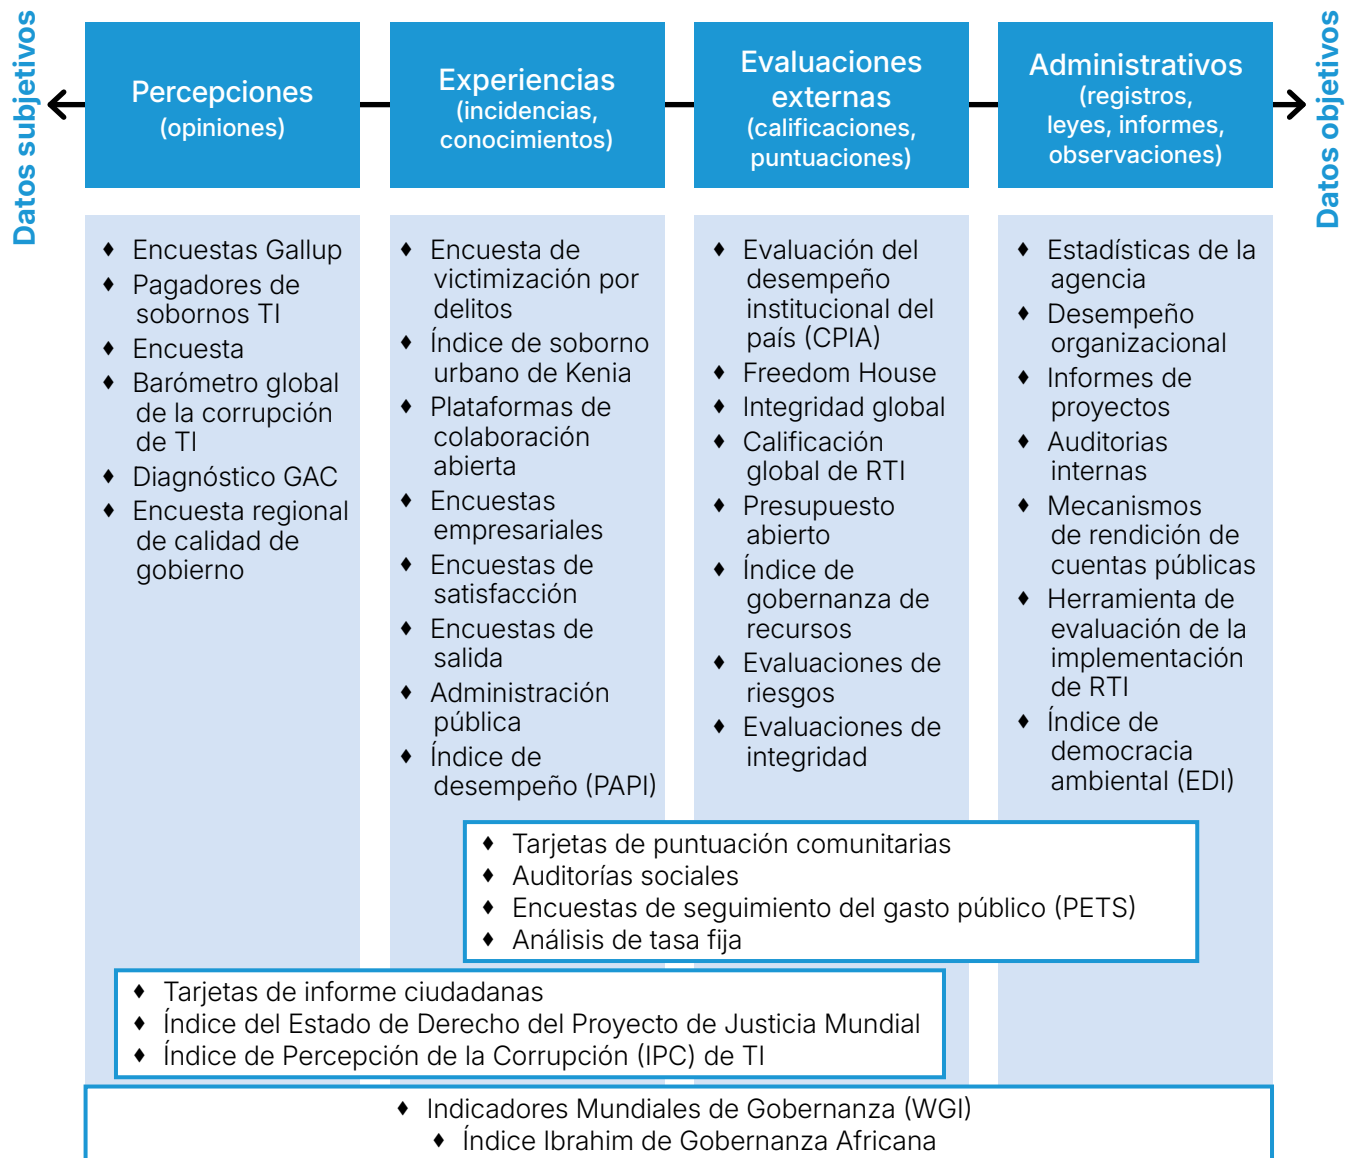 Datos subjetivos
Percepciones
(opiniones)
Experiencias
(incidencias,
conocimientos)
Evaluaciones
externas
(calificaciones,
puntuaciones)
Administrativos
(registros,
leyes, informes,
observaciones)
Datos objetivos
♦ Encuestas Gallup
♦ Pagadores de
sobornos TI
♦ Encuesta
♦ Barómetro global
de la corrupción
de TI
♦ Diagnóstico GAC
♦ Encuesta regional
de calidad de
gobierno
♦ Encuesta de
victimización por
delitos
♦ Índice de soborno
urbano de Kenia
♦ Plataformas de
colaboración
abierta
♦ Encuestas
empresariales
♦ Encuestas de
satisfacción
♦ Encuestas de
salida
♦ Administración
pública
♦ Índice de
desempeño (PAPI)
♦ Evaluación del
desempeño
institucional del
país (CPIA)
♦ Freedom House
♦ Integridad global
♦ Calificación
global de RTI
♦ Presupuesto
abierto
♦ Índice de
gobernanza de
recursos
♦ Evaluaciones de
riesgos
♦ Evaluaciones de
integridad
♦ Estadísticas de la
agencia
♦ Desempeño
organizacional
♦ Informes de
proyectos
♦ Auditorias
internas
♦ Mecanismos
de rendición de
cuentas públicas
♦ Herramienta de
evaluación de la
implementación
de RTI
♦ Índice de
democracia
ambiental (EDI)
♦ Tarjetas de puntuación comunitarias
♦ Auditorías sociales
♦ Encuestas de seguimiento del gasto público (PETS)
♦ Análisis de tasa fija
♦ Tarjetas de informe ciudadanas
♦ Índice del Estado de Derecho del Proyecto de Justicia Mundial
♦ Índice de Percepción de la Corrupción (IPC) de TI
♦ Indicadores Mundiales de Gobernanza (WGI)
♦ Índice Ibrahim de Gobernanza Africana